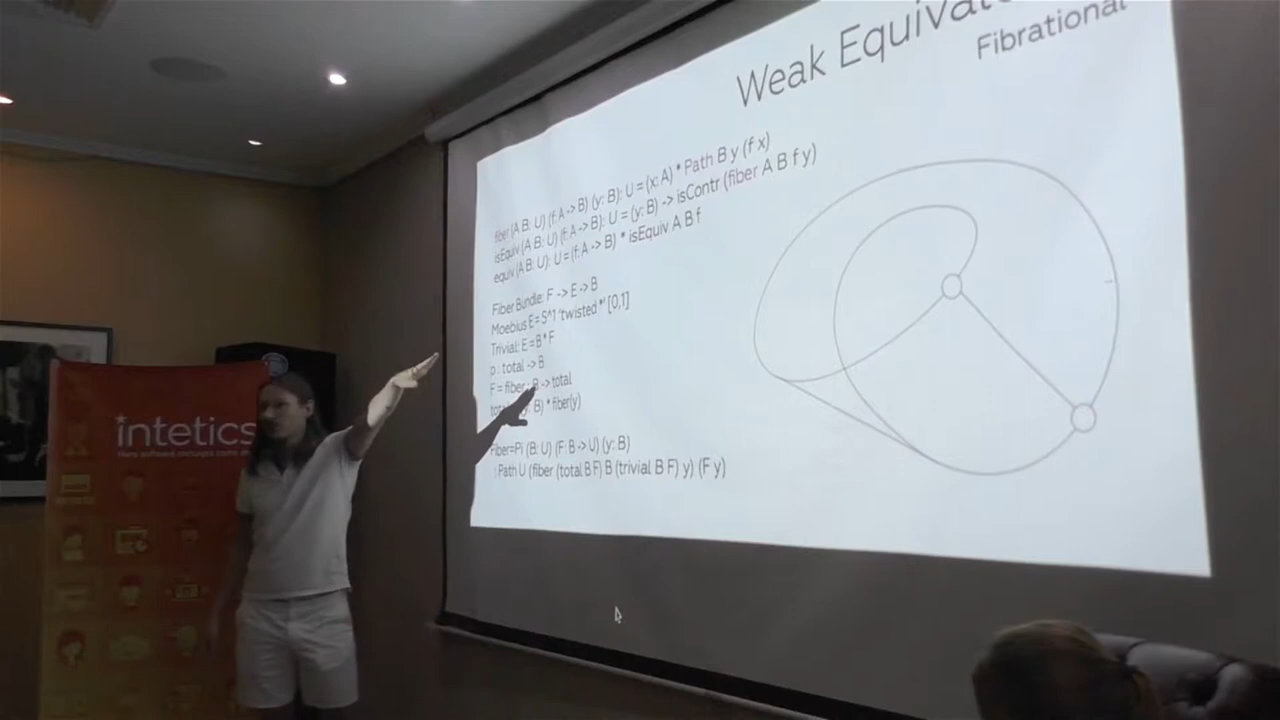 Weak
Fibrational
fiber (A B: U) (f: A -> B) (y: B): U = (x: A) * Path B y (f x)
isEquiv (A B: U) (f: A -> B): U = (y: B) -> isContr (fiber A B f y)
equiv (A B: U): U = (f: A -> B) * isEquiv A B f
Fiber Bundle: F -> E -> B
Moebius E = S^1 'twisted *' [0,1]
Trivial: E = B * F
p : total -> B
F = fiber : B -> total
B) * fiber(y)
Fiber=Pi (B: U) (F: B -> U) (y: B)
: Path U (fiber (total B F) B (trivial B F) y) (F y)
intetics